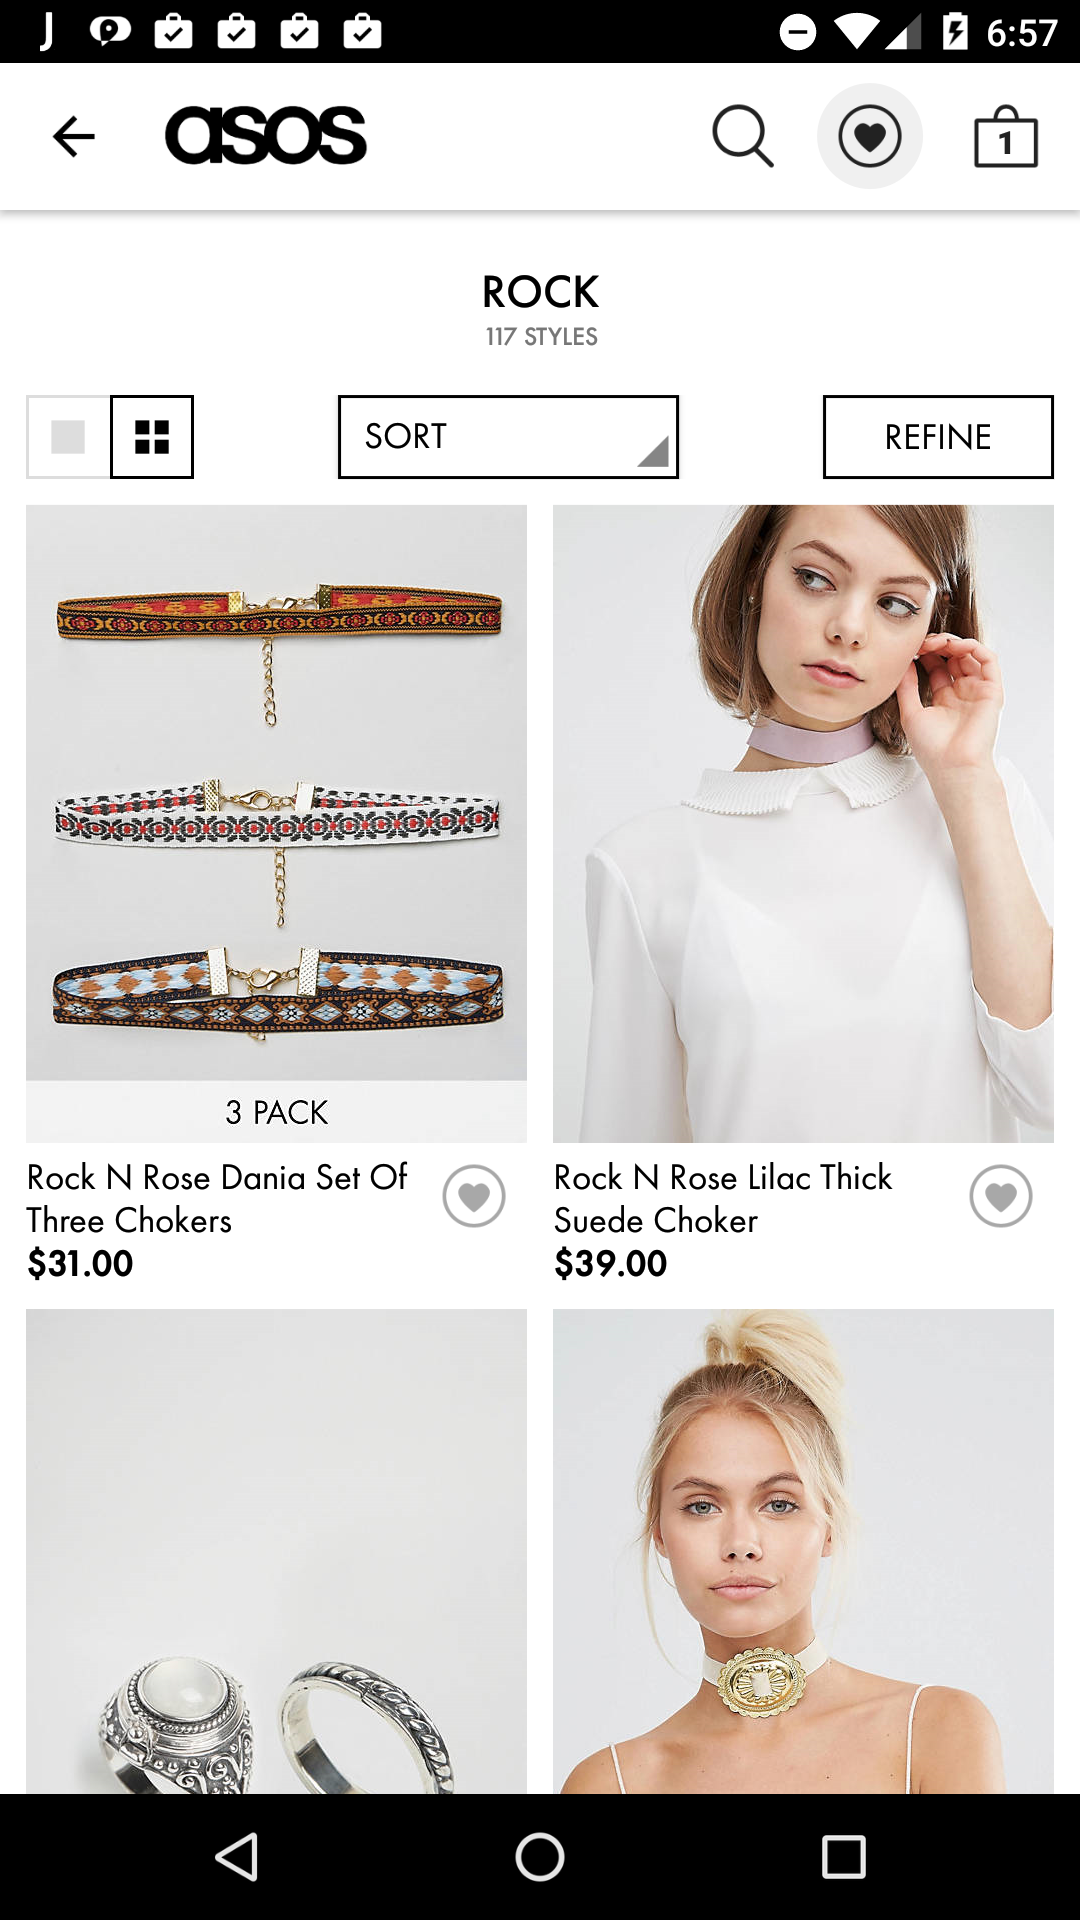 6:57
asos
1
ROCK
117 STYLES
SORT
REFINE
3 PACK
Rock N Rose Dania Set Of
Three Chokers
$31.00
Rock N Rose Lilac Thick
Suede Choker
$39.00